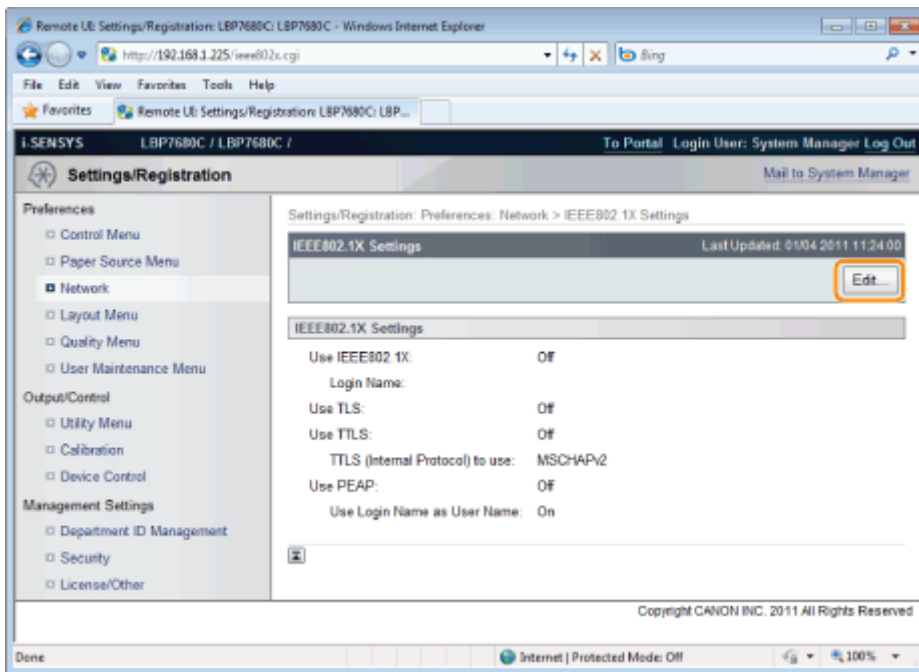 Remote UI: Settings/Registration: LBP7680C: LBP7680C - Windows Internet Explorer
http://192.168.1.225/ieee802x.cgi
Bing
File Edit View Favorites Tools Help
Favorites Remote UI: Settings/Registration: LBP7680C: LBP...
i-SENSYS LBP7680C / LBP7680C / To Portal Login User: System Manager Log Out
Settings/Registration Mail to System Manager
Preferences
Control Menu
Paper Source Menu
Network
Layout Menu
Quality Menu
User Maintenance Menu
Output/Control
Utility Menu
Calibration
Device Control
Management Settings
Department ID Management
Security
License/Other
Settings/Registration: Preferences: Network > IEEE802.1X Settings
IEEE802.1X Settings Last Updated: 01/04 2011 11:24:00
Edit...
IEEE802.1X Settings
Use IEEE802.1X: Off
Login Name:
Use TLS: Off
Use TTLS: Off
TTLS (Internal Protocol) to use: MSCHAPv2
Use PEAP: Off
Use Login Name as User Name: On
Copyright CANON INC. 2011 All Rights Reserved
Done Internet | Protected Mode: Off 100%